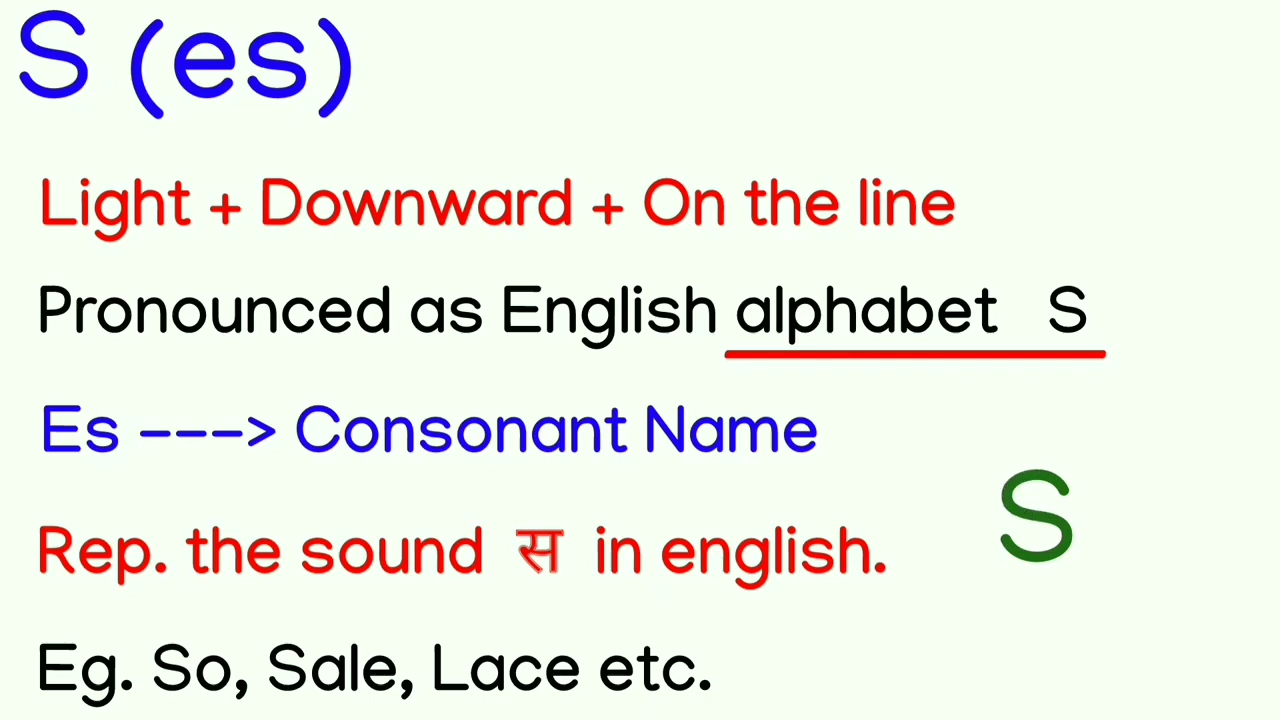 S (es)
Light + Downward + On the line
Pronounced as English alphabet S
Es ---> Consonant Name
S
Rep. the sound स in english.
Eg. So, Sale, Lace etc.